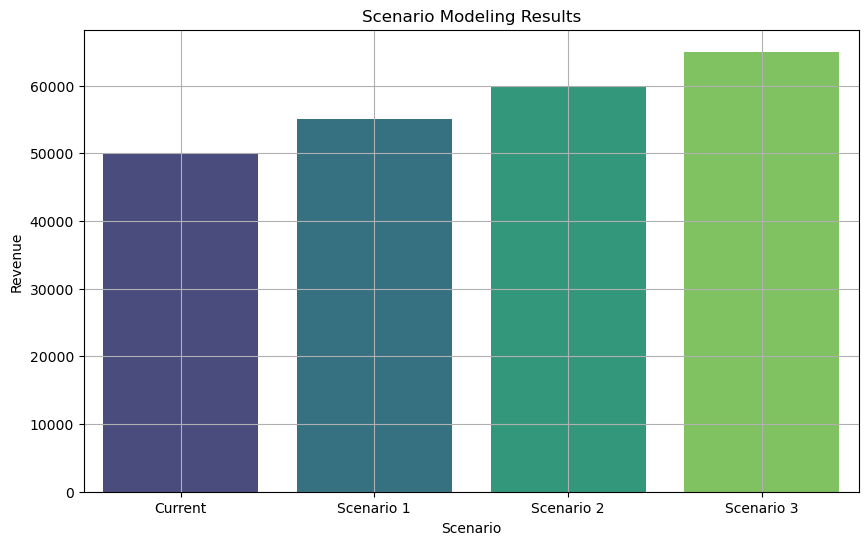 Scenario Modeling Results
Revenue
60000
50000
40000
30000
20000
10000
0
Current
Scenario 1
Scenario 2
Scenario 3
Scenario